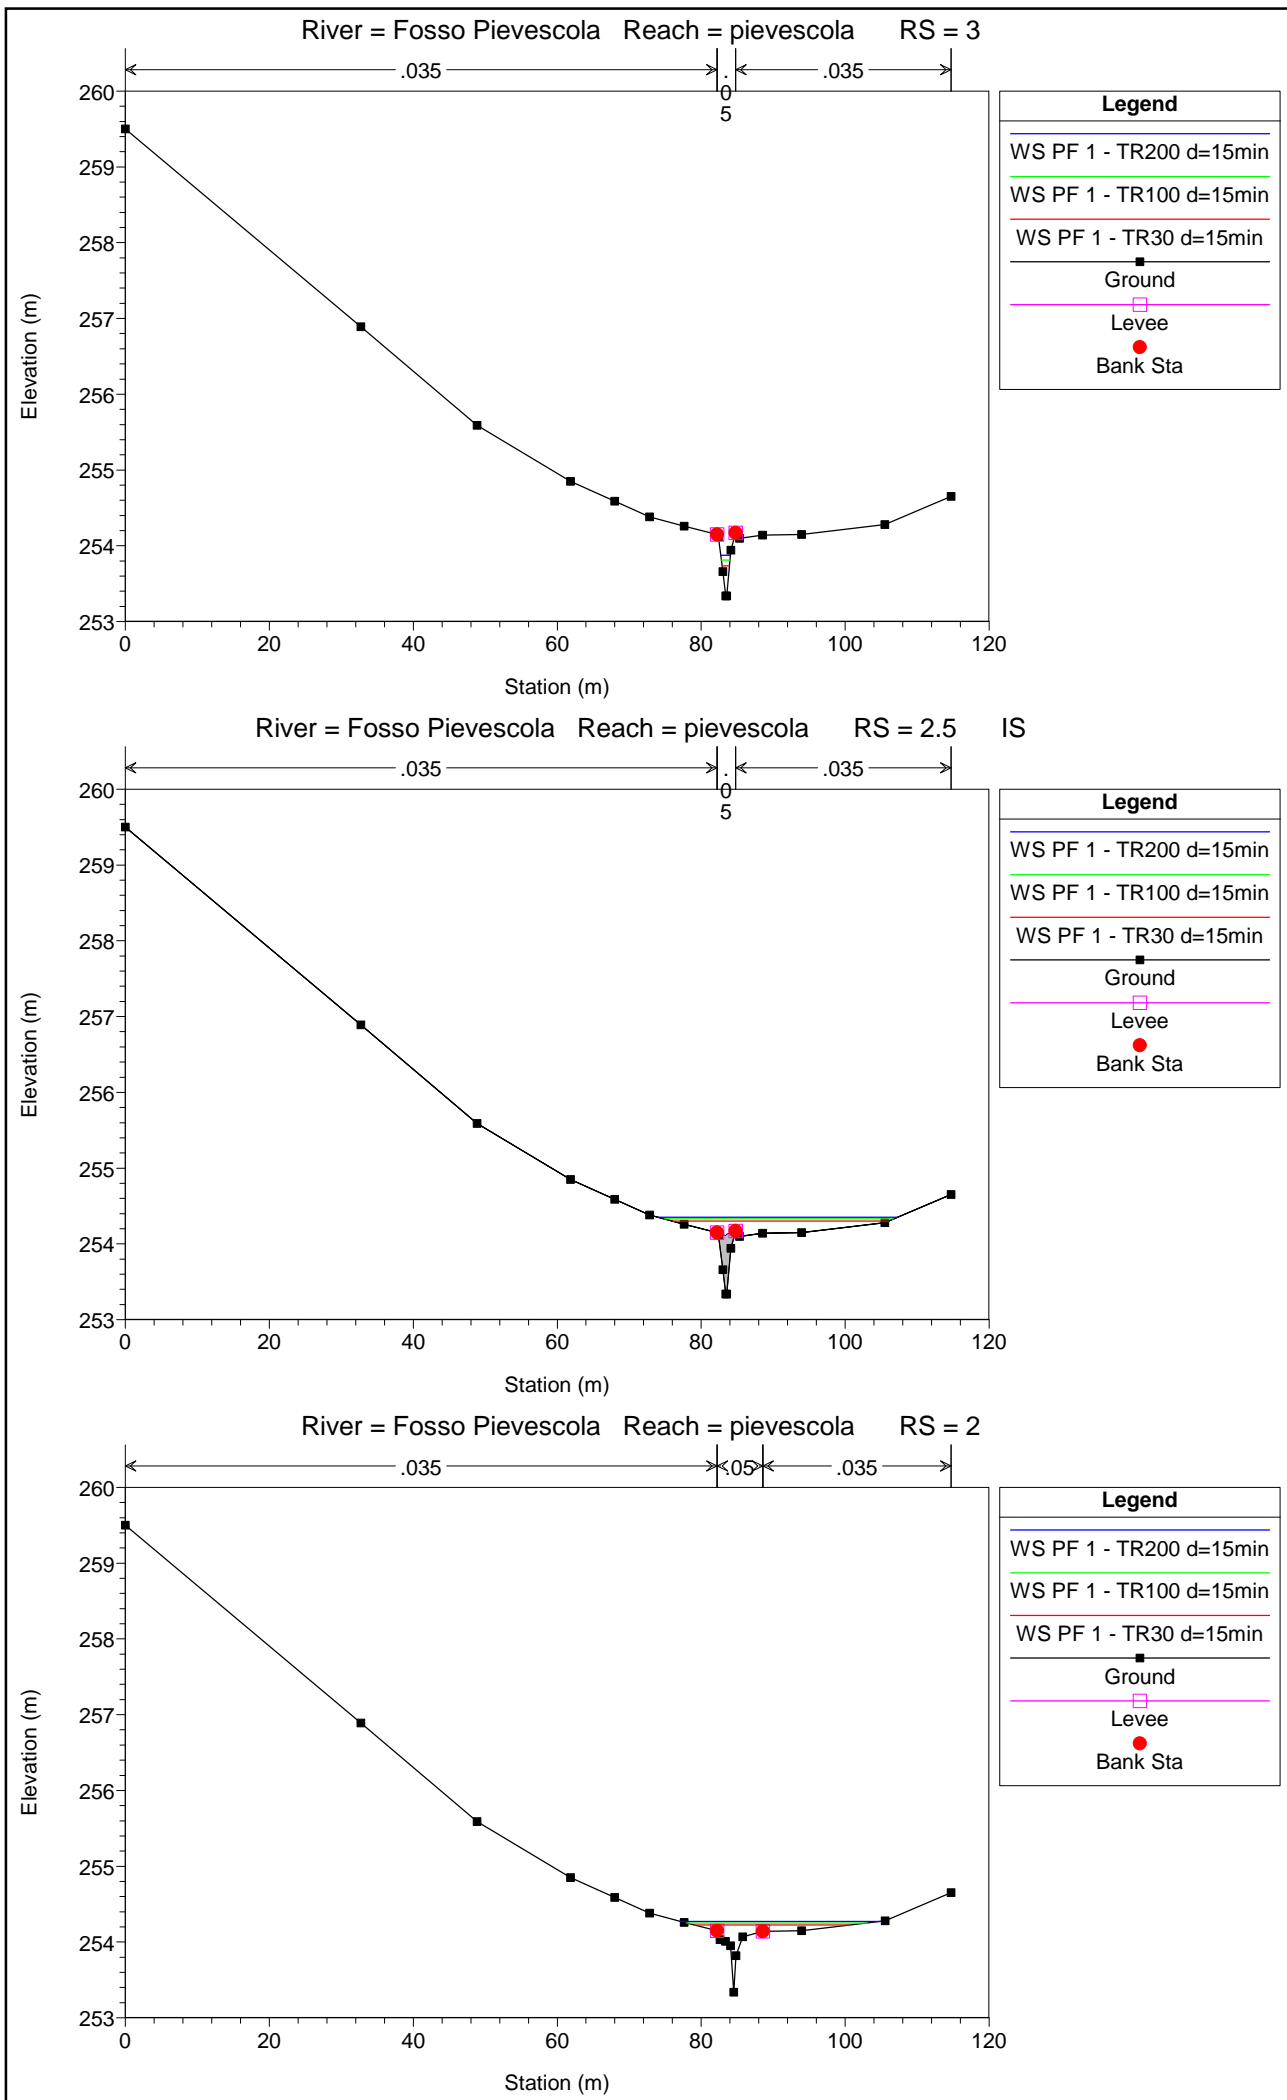 River = Fosso Pievescola Reach = pievescola RS = 3
.035 .05 .035
Legend
WS PF 1 - TR200 d=15min
WS PF 1 - TR100 d=15min
WS PF 1 - TR30 d=15min
Ground
Levee
Bank Sta
260
259
258
257
256
255
254
253
Elevation (m)
0 20 40 60 80 100 120
Station (m)
River = Fosso Pievescola Reach = pievescola RS = 2.5 IS
.035 .05 .035
Legend
WS PF 1 - TR200 d=15min
WS PF 1 - TR100 d=15min
WS PF 1 - TR30 d=15min
Ground
Levee
Bank Sta
260
259
258
257
256
255
254
253
Elevation (m)
0 20 40 60 80 100 120
Station (m)
River = Fosso Pievescola Reach = pievescola RS = 2
.035 .05 .035
Legend
WS PF 1 - TR200 d=15min
WS PF 1 - TR100 d=15min
WS PF 1 - TR30 d=15min
Ground
Levee
Bank Sta
260
259
258
257
256
255
254
253
Elevation (m)
0 20 40 60 80 100 120
Station (m)